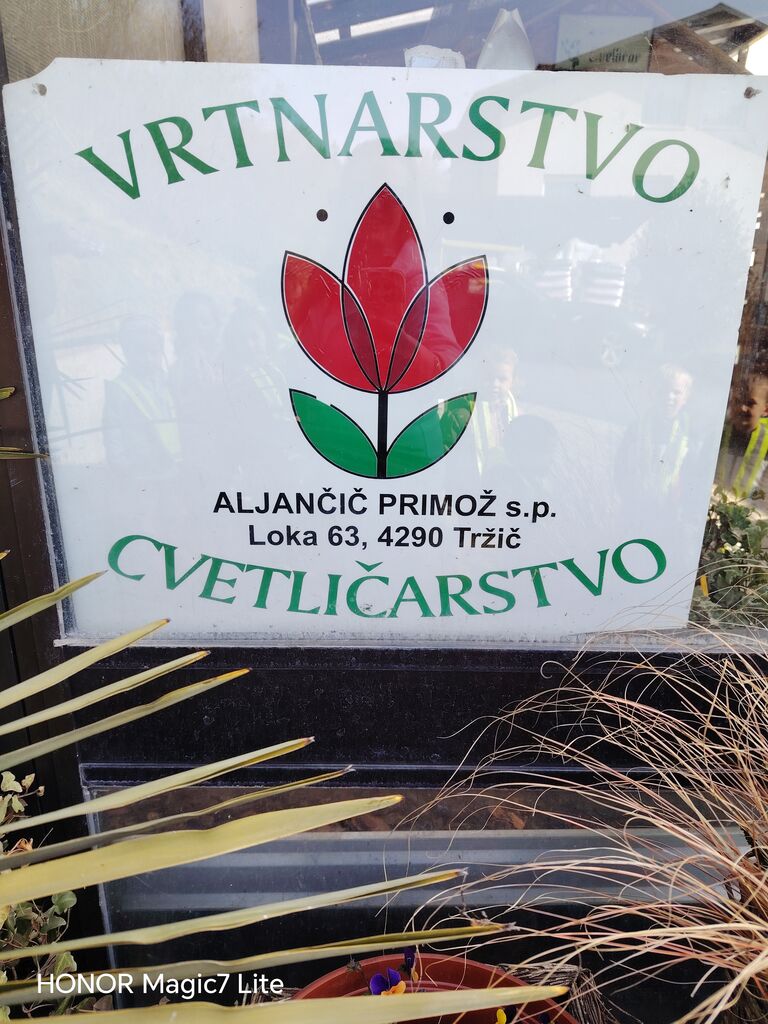 VRTNARSTVO
ALJANČIČ PRIMOŽ s.p.
Loka 63, 4290 Tržič
CVETLIČARSTVO
HONOR Magic7 Lite